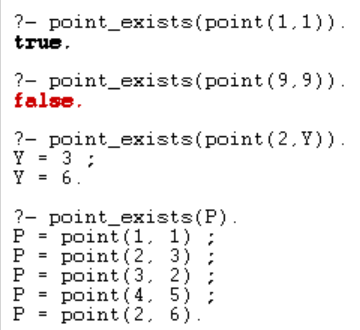 ?- point_exists(point(1,1)).
true.
?- point_exists(point(9,9)).
false.
?- point_exists(point(2,Y)).
Y = 3 ;
Y = 6.
?- point_exists(P).
P = point(1, 1) ;
P = point(2, 3) ;
P = point(3, 2) ;
P = point(4, 5) ;
P = point(2, 6).